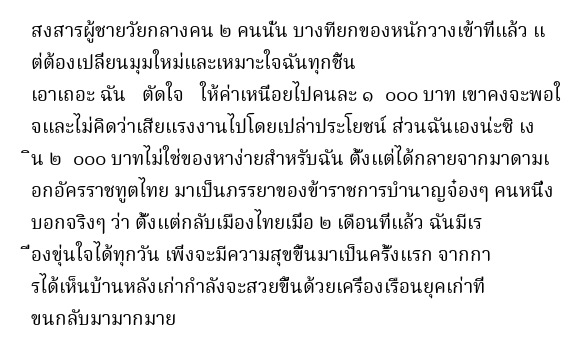 สงสารผู้ชายวัยกลางคน ๒ คนนั้น บางทียกของหนักวางเข้าที่แล้ว แ
ต่ต้องเปลี่ยนมุมใหม่และเหมาะใจฉันทุกชิ้น
เอาเถอะ ฉัน   ตัดใจ   ให้ค่าเหนื่อยไปคนละ ๑  ๐๐๐ บาท เขาคงจะพอใ
จและไม่คิดว่าเสียแรงงานไปโดยเปล่าประโยชน์ ส่วนฉันเองน่ะซิ เง
ิน ๒  ๐๐๐ บาทไม่ใช่ของหาง่ายสำหรับฉัน ตั้งแต่ได้กลายจากมาดามเ
อกอัครราชทูตไทย มาเป็นภรรยาของข้าราชการบำนาญจ๋องๆ คนหนึ่ง
บอกจริงๆ ว่า ตั้งแต่กลับเมืองไทยเมื่อ ๒ เดือนที่แล้ว ฉันมีเร
ื่องขุ่นใจได้ทุกวัน เพิ่งจะมีความสุขขึ้นมาเป็นครั้งแรก จากกา
รได้เห็นบ้านหลังเก่ากำลังจะสวยขึ้นด้วยเครื่องเรือนยุคเก่าที่
ขนกลับมามากมาย